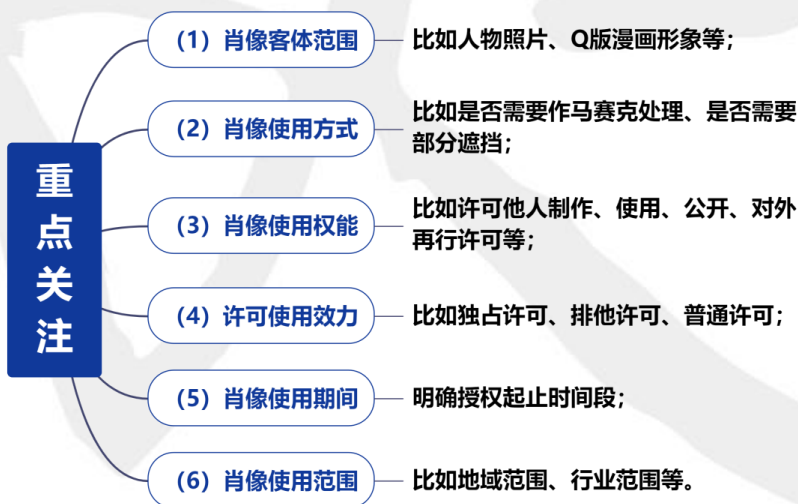 重点关注
(1) 肖像客体范围
比如人物照片、Q版漫画形象等；
(2) 肖像使用方式
比如是否需要作马赛克处理、是否需要
部分遮挡；
(3) 肖像使用权能
比如许可他人制作、使用、公开、对外
再行许可等；
(4) 许可使用效力
比如独占许可、排他许可、普通许可；
(5) 肖像使用期间
明确授权起止时间段；
(6) 肖像使用范围
比如地域范围、行业范围等。